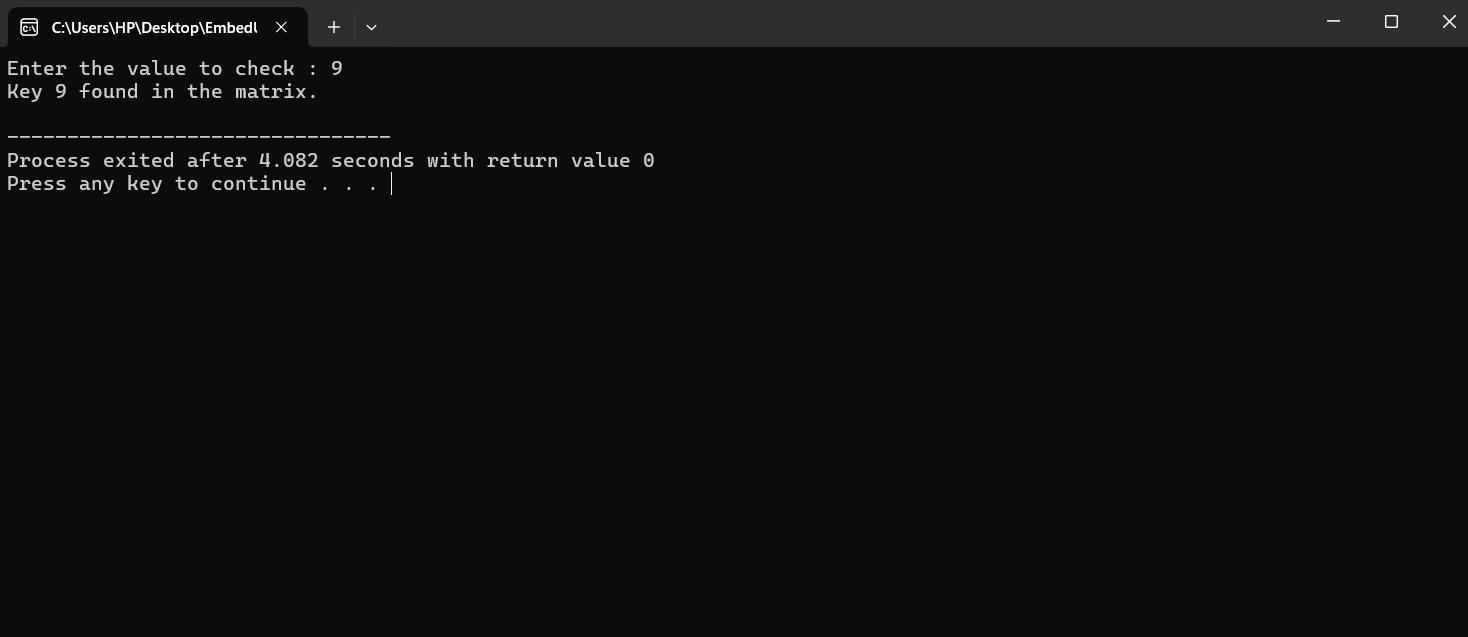 C:\Users\HP\Desktop\Embed
Enter the value to check : 9
Key 9 found in the matrix.
--------------------------------
Process exited after 4.082 seconds with return value 0
Press any key to continue . . .